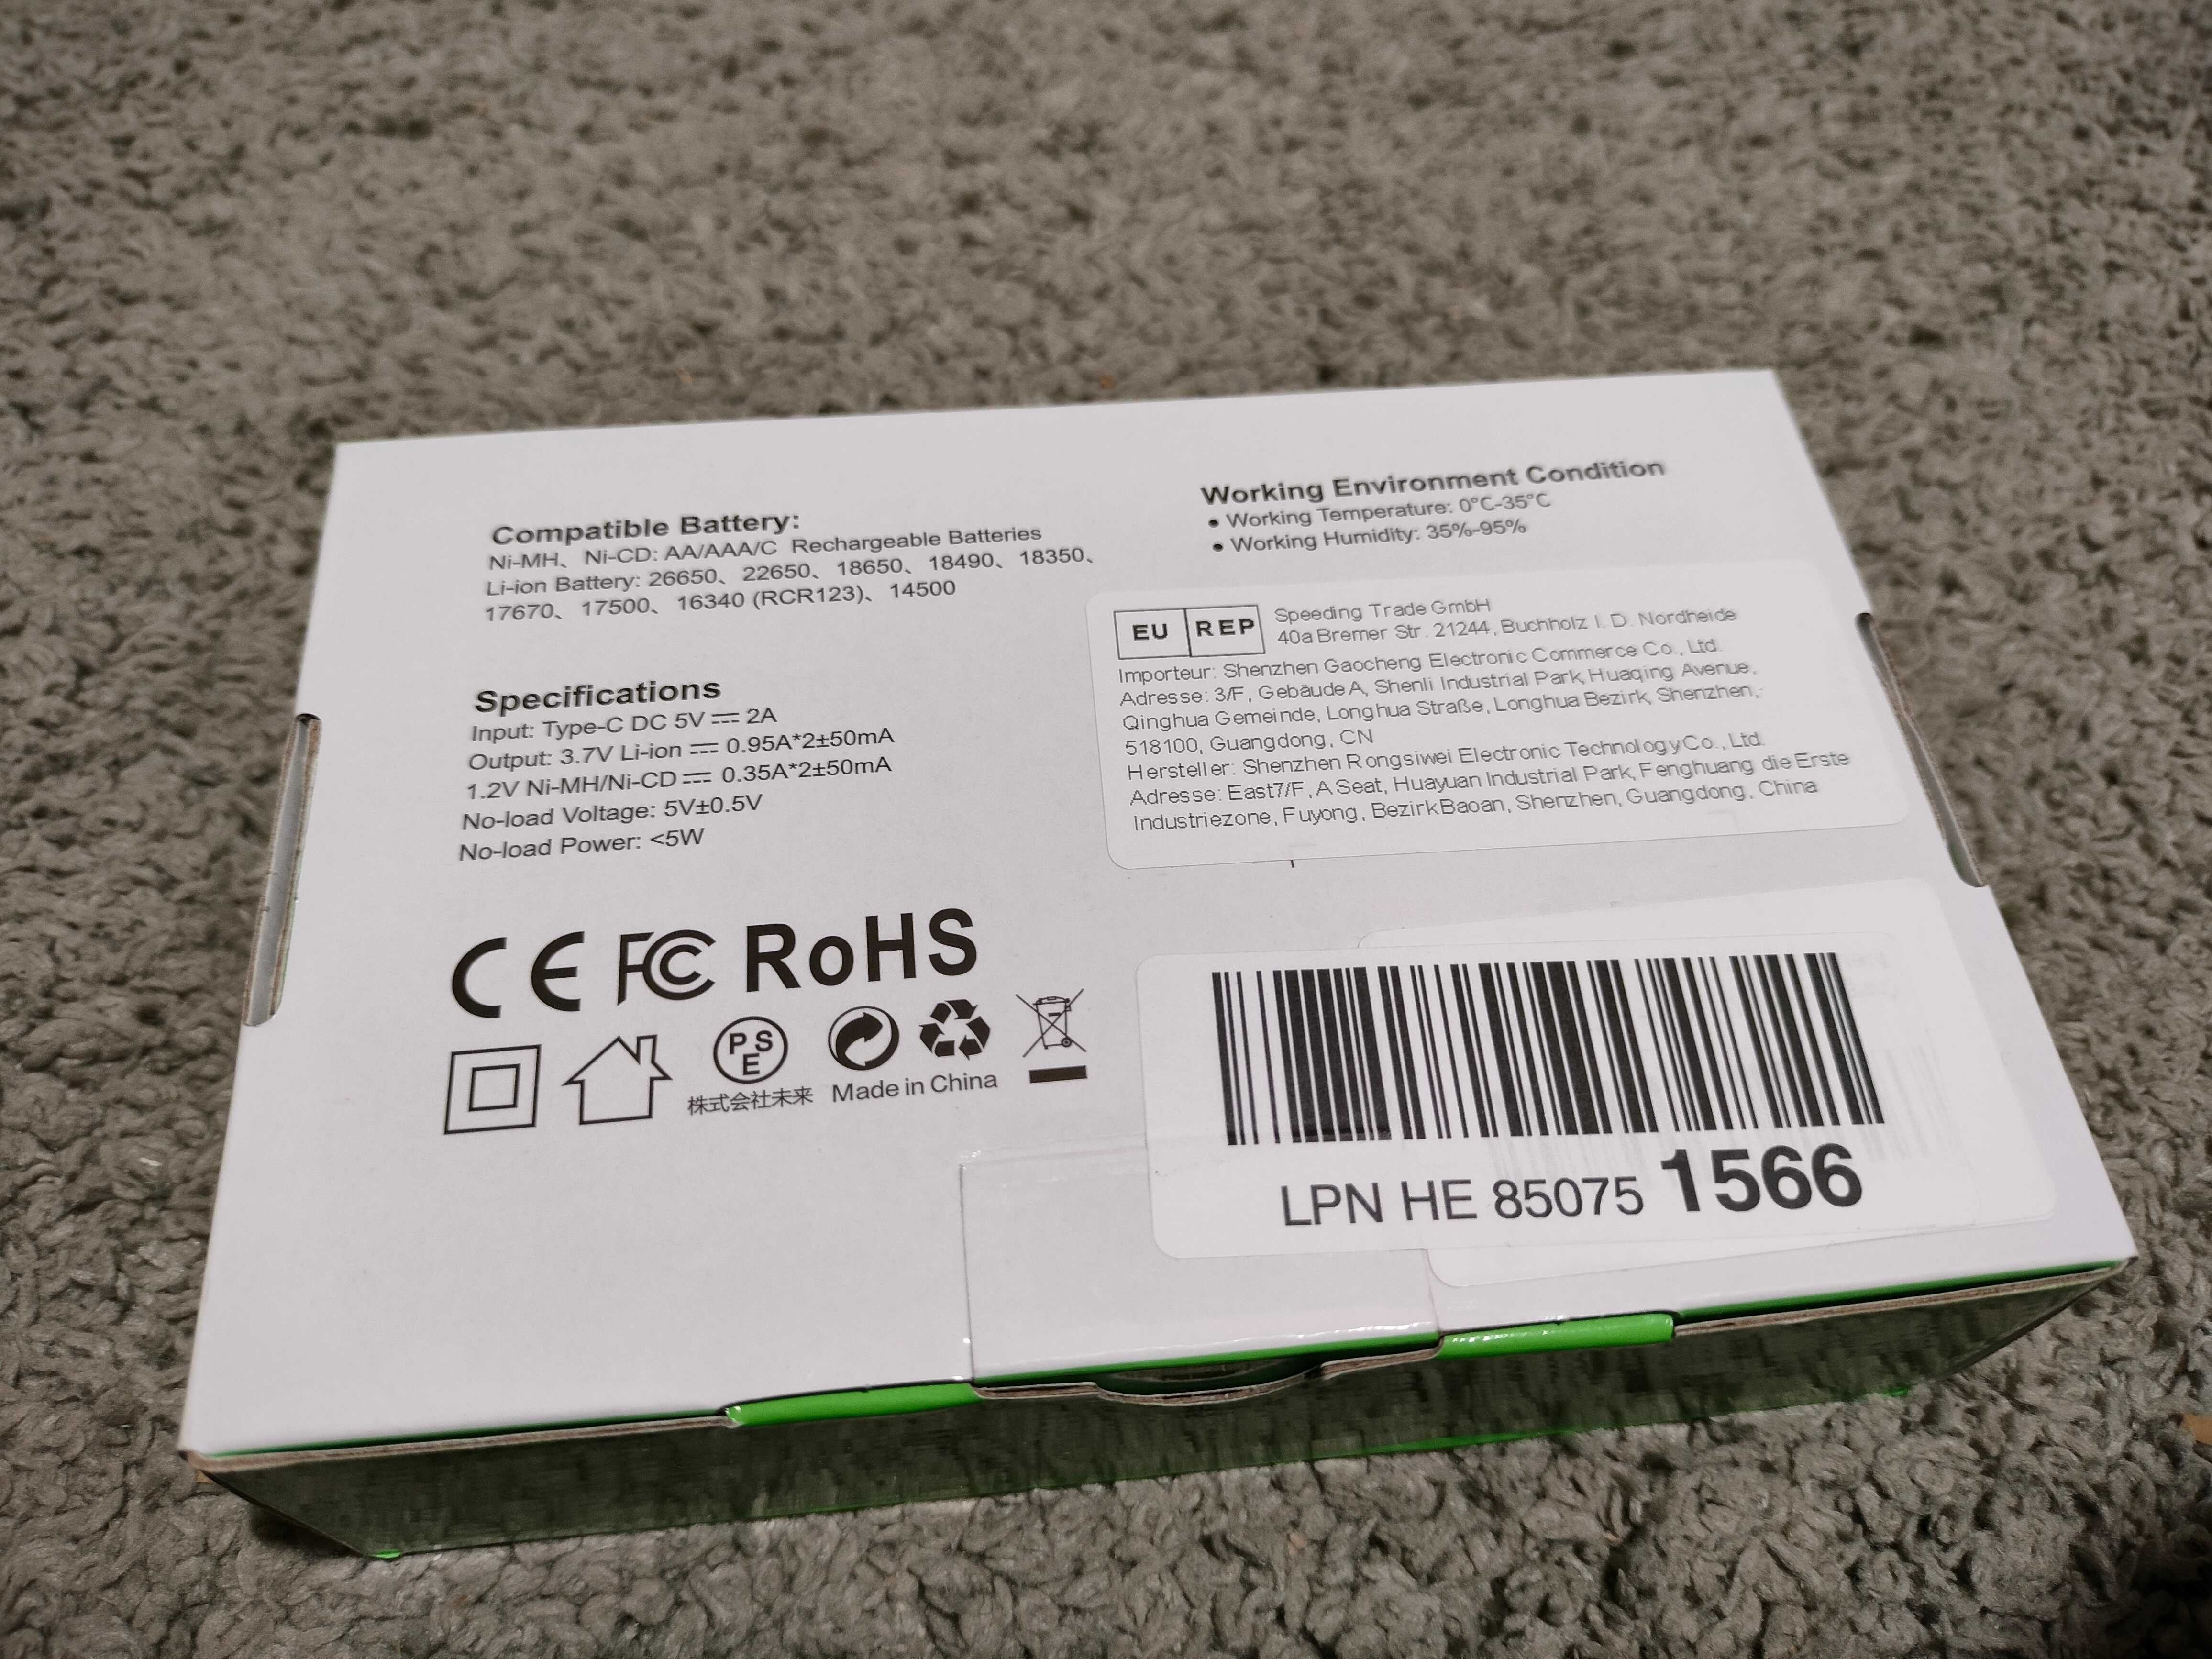 Compatible Battery:
Ni-MH、 Ni-CD: AA/AAA/C Rechargeable Batteries
Li-ion Battery: 26650、 22650、 18650、 18490、 18350、
17670、 17500、 16340 (RCR123)、 14500
Specifications
Input: Type-C DC 5V ⎓ 2A
Output: 3.7V Li-ion ⎓ 0.95A*2±50mA
1.2V Ni-MH/Ni-CD ⎓ 0.35A*2±50mA
No-load Voltage: 5V±0.5V
No-load Power: <5W
CE FC RoHS
PSE
株式会社未来
Made in China
Working Environment Condition
• Working Temperature: 0°C-35°C
• Working Humidity: 35%-95%
EU REP
Speeding Trade GmbH
40a Bremer Str. 21244, Buchholz I. D. Nordheide
Importeur: Shenzhen Gaocheng Electronic Commerce Co., Ltd.
Adresse: 3/F, Gebäude A, Shenli Industrial Park, Huaqing Avenue,
Qinghua Gemeinde, Longhua Straße, Longhua Bezirk, Shenzhen,
518100, Guangdong, CN
Hersteller: Shenzhen Rongsiwei Electronic Technology Co., Ltd.
Adresse: East7/F, A Seat, Huayuan Industrial Park, Fenghuang die Erste
Industriezone, Fuyong, Bezirk Baoan, Shenzhen, Guangdong, China
LPN HE 85075 1566